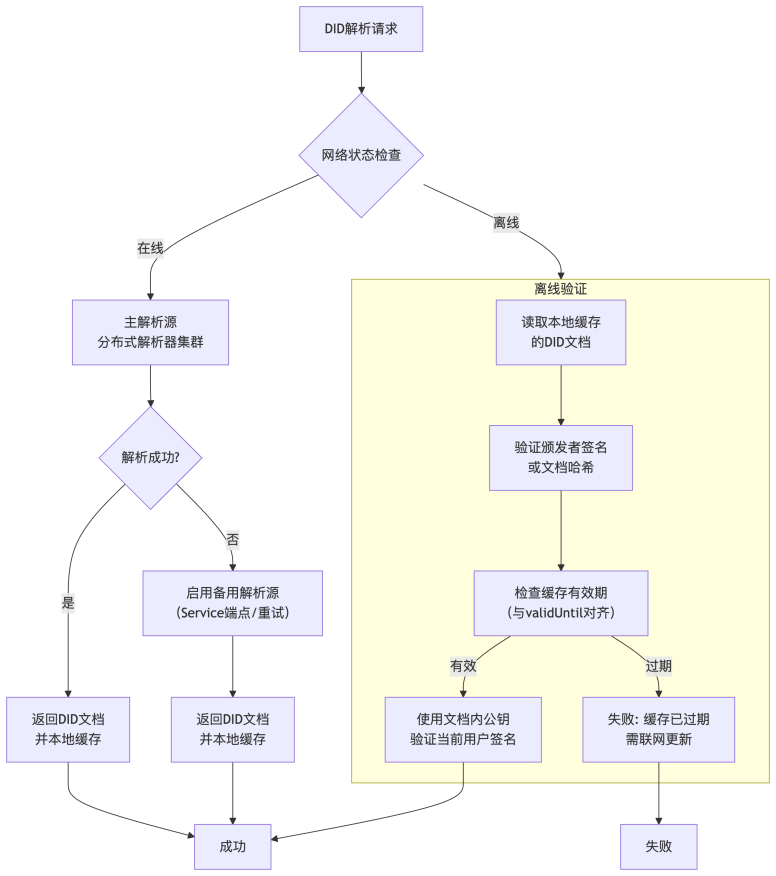 DID解析请求
网络状态检查
在线
离线
主解析源
分布式解析器集群
解析成功?
是
否
启用备用解析源
（Service端点/重试）
返回DID文档
并本地缓存
返回DID文档
并本地缓存
离线验证
读取本地缓存
的DID文档
验证颁发者签名
或文档哈希
检查缓存有效期
（与validUntil对齐）
有效
过期
使用文档内公钥
验证当前用户签名
失败: 缓存已过期
需联网更新
成功
失败